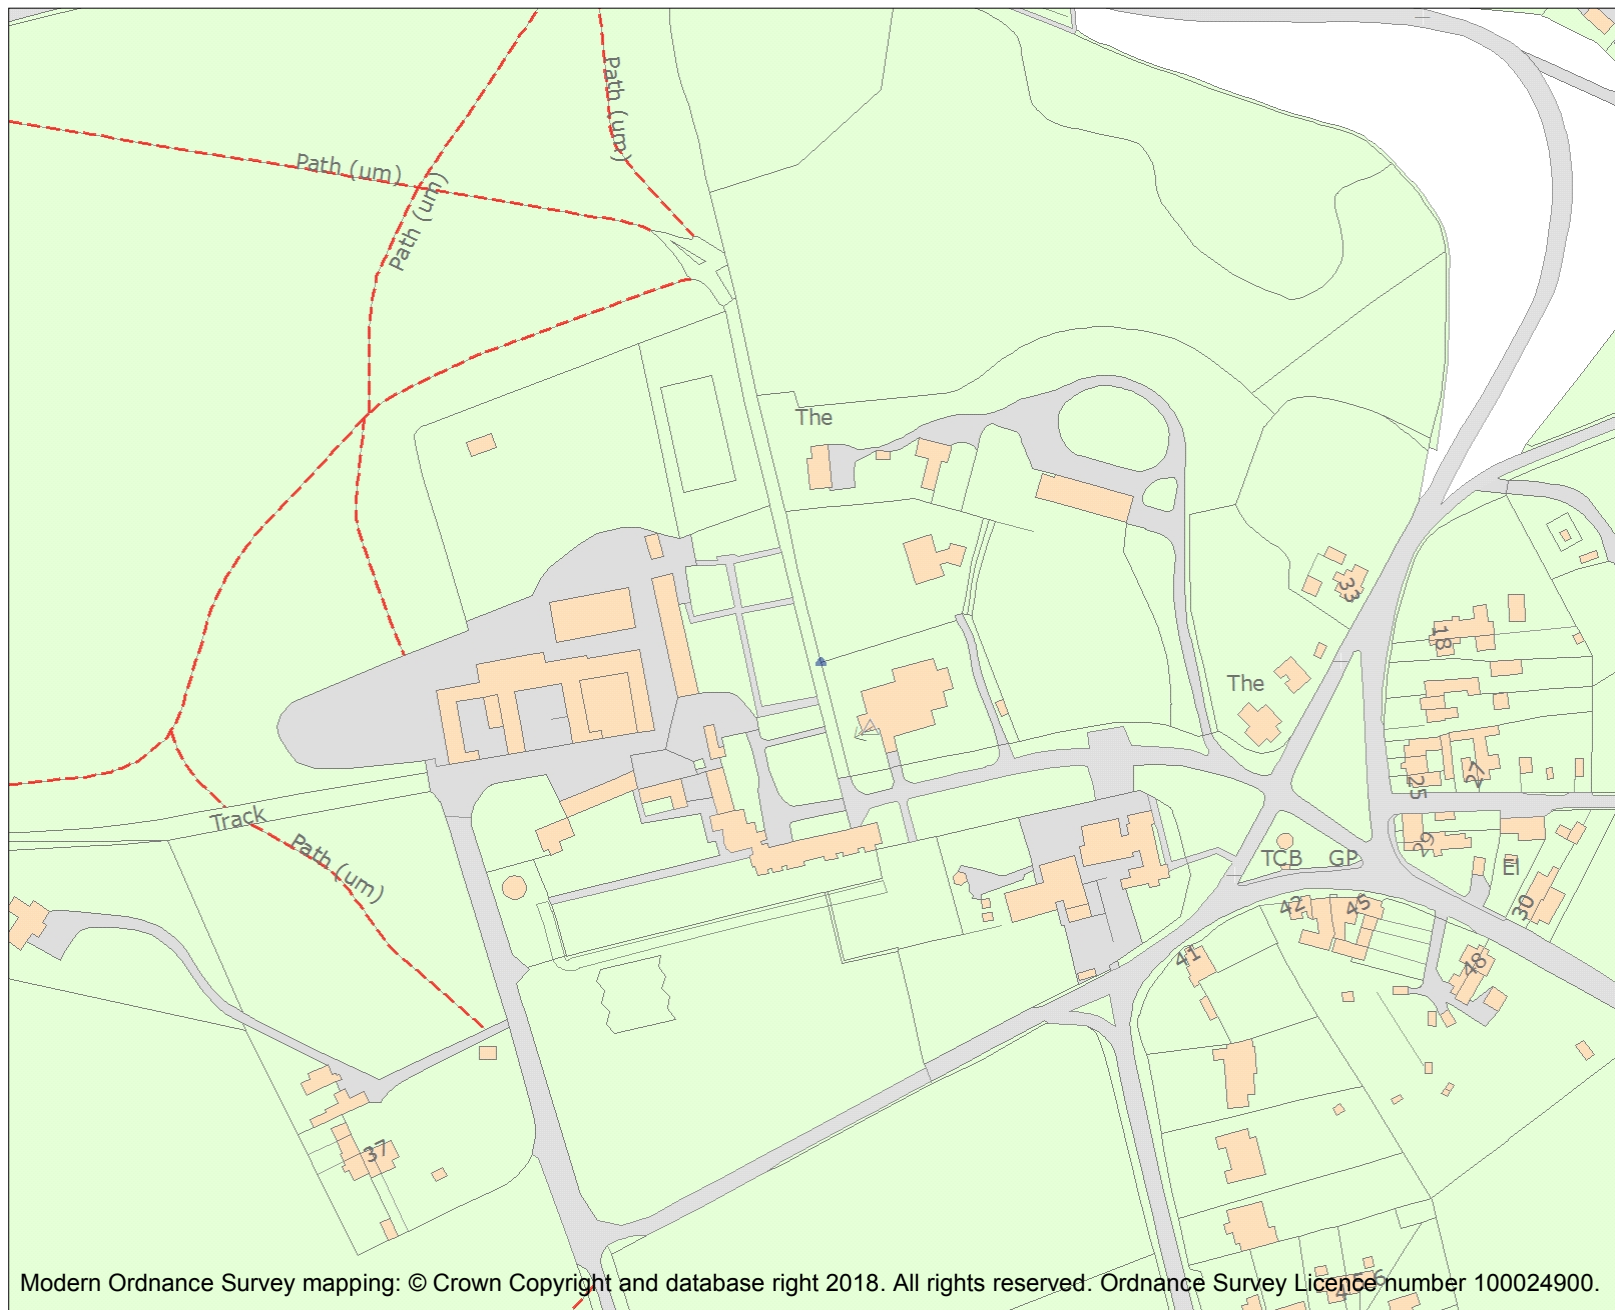 Path (um)
Path (um)
Path (um)
The
33
18
The
25
27
Track
Path (um)
TCB
GP
29
El
42
45
30
41
48
37
Modern Ordnance Survey mapping: © Crown Copyright and database right 2018. All rights reserved. Ordnance Survey Licence number 100024900.